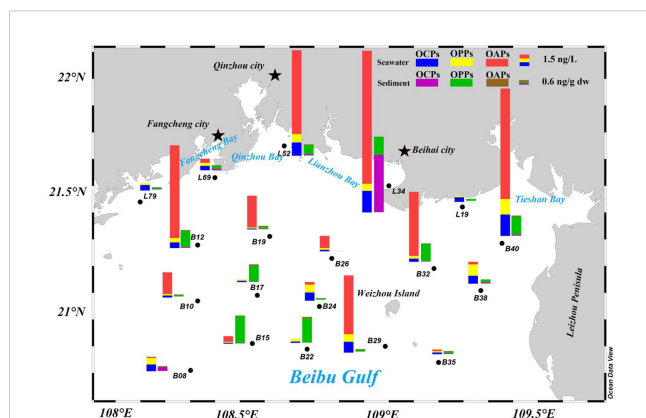 OCPs OPPs OAPs
Seawater
1.5 ng/L
OCPs OPPs OAPs
Sediment
0.6 ng/g dw
22°N
21.5°N
21°N
Qinzhou city
Fangcheng city
Beihai city
Fangcheng Bay
Qinzhou Bay
Lianzhou Bay
Tieshan Bay
L52
L69
L79
L34
L19
B12
B19
B26
B32
B40
B38
B10
B17
B24
Weizhou Island
B15
B22
B29
B35
B08
Leizhou Penisula
Beibu Gulf
Ocean Data View
108°E
108.5°E
109°E
109.5°E